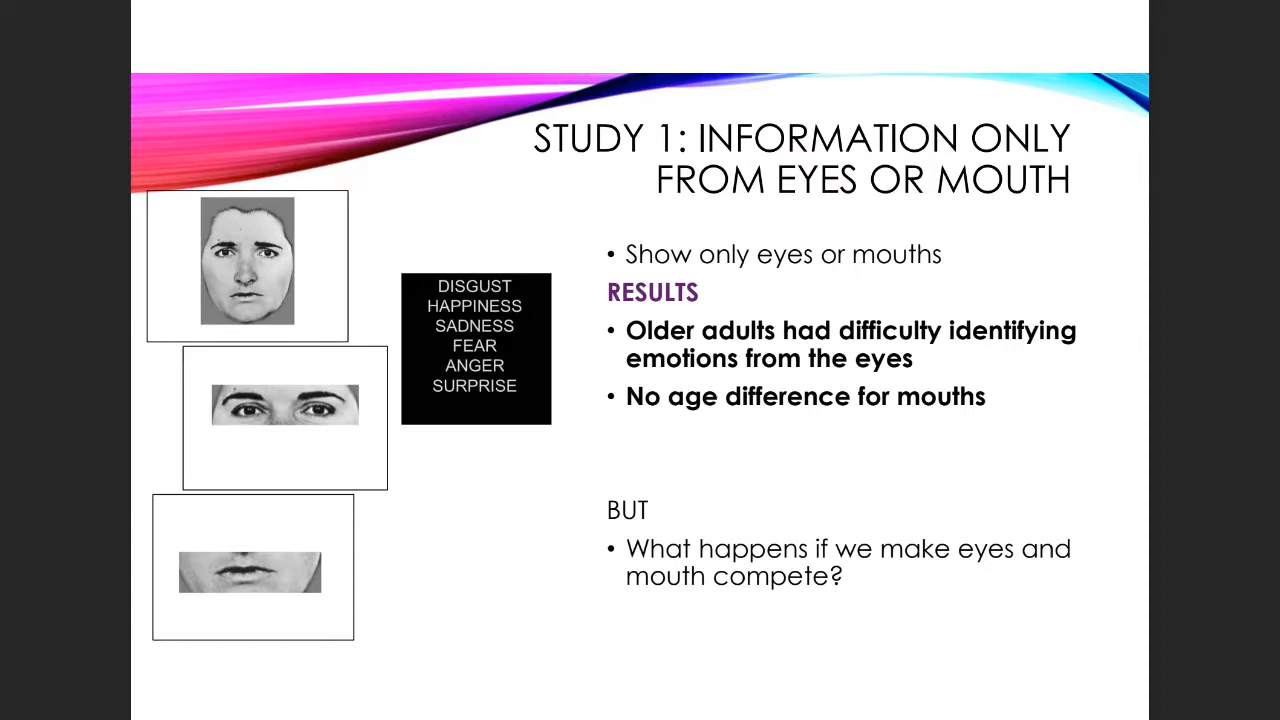 STUDY 1: INFORMATION ONLY
FROM EYES OR MOUTH
DISGUST
HAPPINESS
SADNESS
FEAR
ANGER
SURPRISE
• Show only eyes or mouths
RESULTS
• Older adults had difficulty identifying
emotions from the eyes
• No age difference for mouths
BUT
• What happens if we make eyes and
mouth compete?